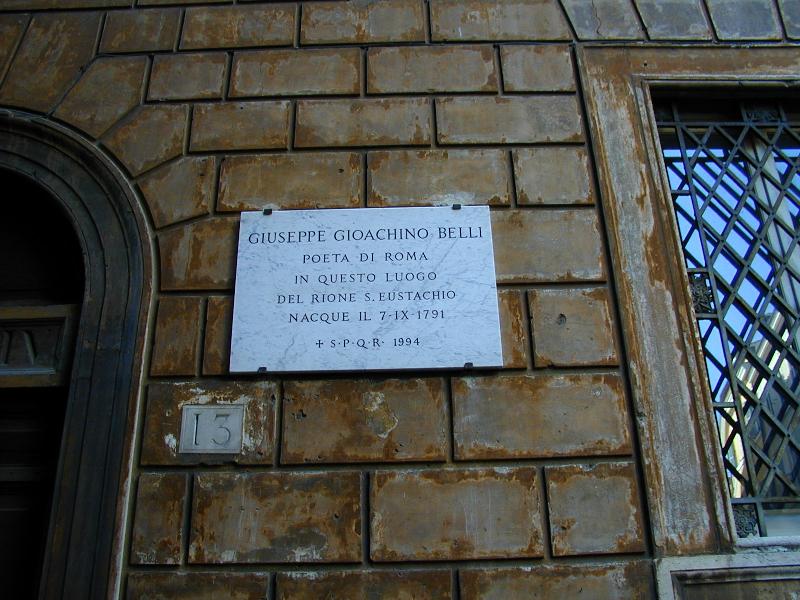 GIUSEPPE GIOACHINO BELLI
POETA DI ROMA
IN QUESTO LUOGO
DEL RIONE S. EUSTACHIO
NACQUE IL 7·IX·1791
+ S·P·Q·R· 1994
13